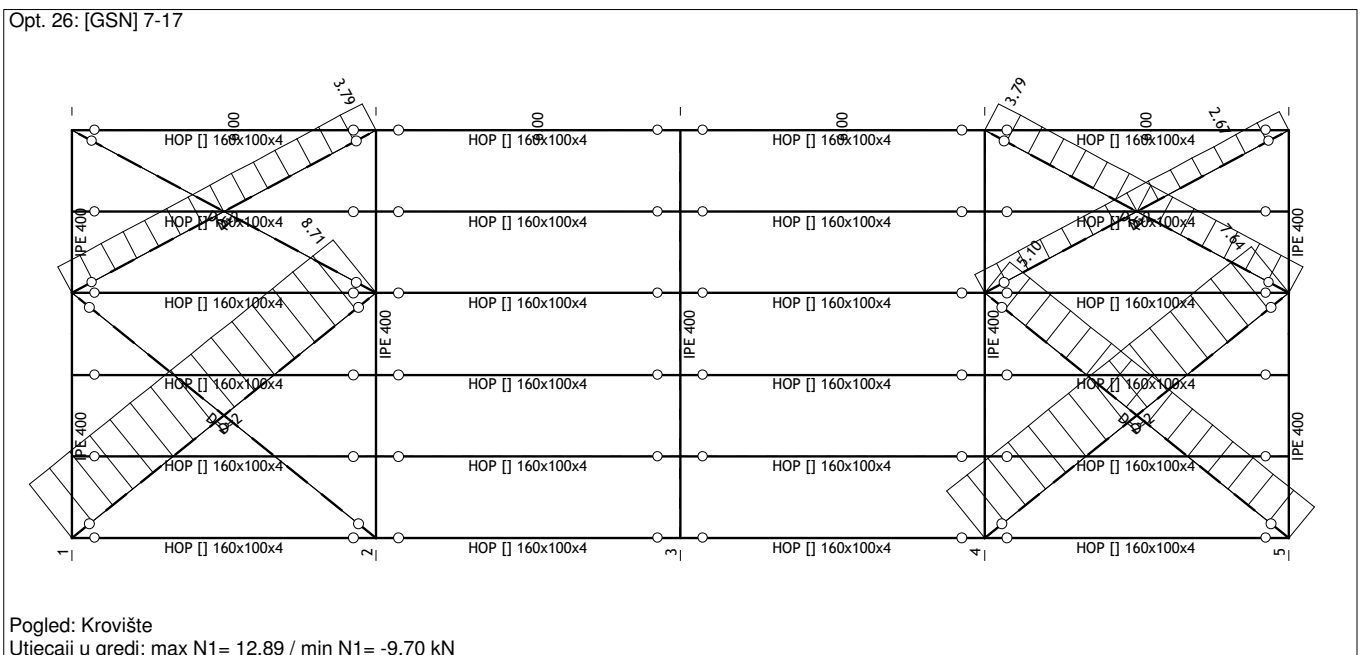 Opt. 26: [GSN] 7-17
3.79
3.79
2.67
HOP [] 160x100x4
HOP [] 160x100x4
HOP [] 160x100x4
HOP [] 160x100x4
IPE 400
8.71
HOP [] 160x100x4
HOP [] 160x100x4
HOP [] 160x100x4
HOP [] 160x100x4
IPE 400
5.10
7.64
HOP [] 160x100x4
HOP [] 160x100x4
HOP [] 160x100x4
HOP [] 160x100x4
IPE 400
IPE 400
IPE 400
HOP [] 160x100x4
HOP [] 160x100x4
HOP [] 160x100x4
HOP [] 160x100x4
IPE 400
IPE 400
HOP [] 160x100x4
HOP [] 160x100x4
HOP [] 160x100x4
HOP [] 160x100x4
1
HOP [] 160x100x4
2
HOP [] 160x100x4
3
HOP [] 160x100x4
4
HOP [] 160x100x4
5
Pogled: Krovište
Utjecaji u gredi: max N1= 12.89 / min N1= -9.70 kN